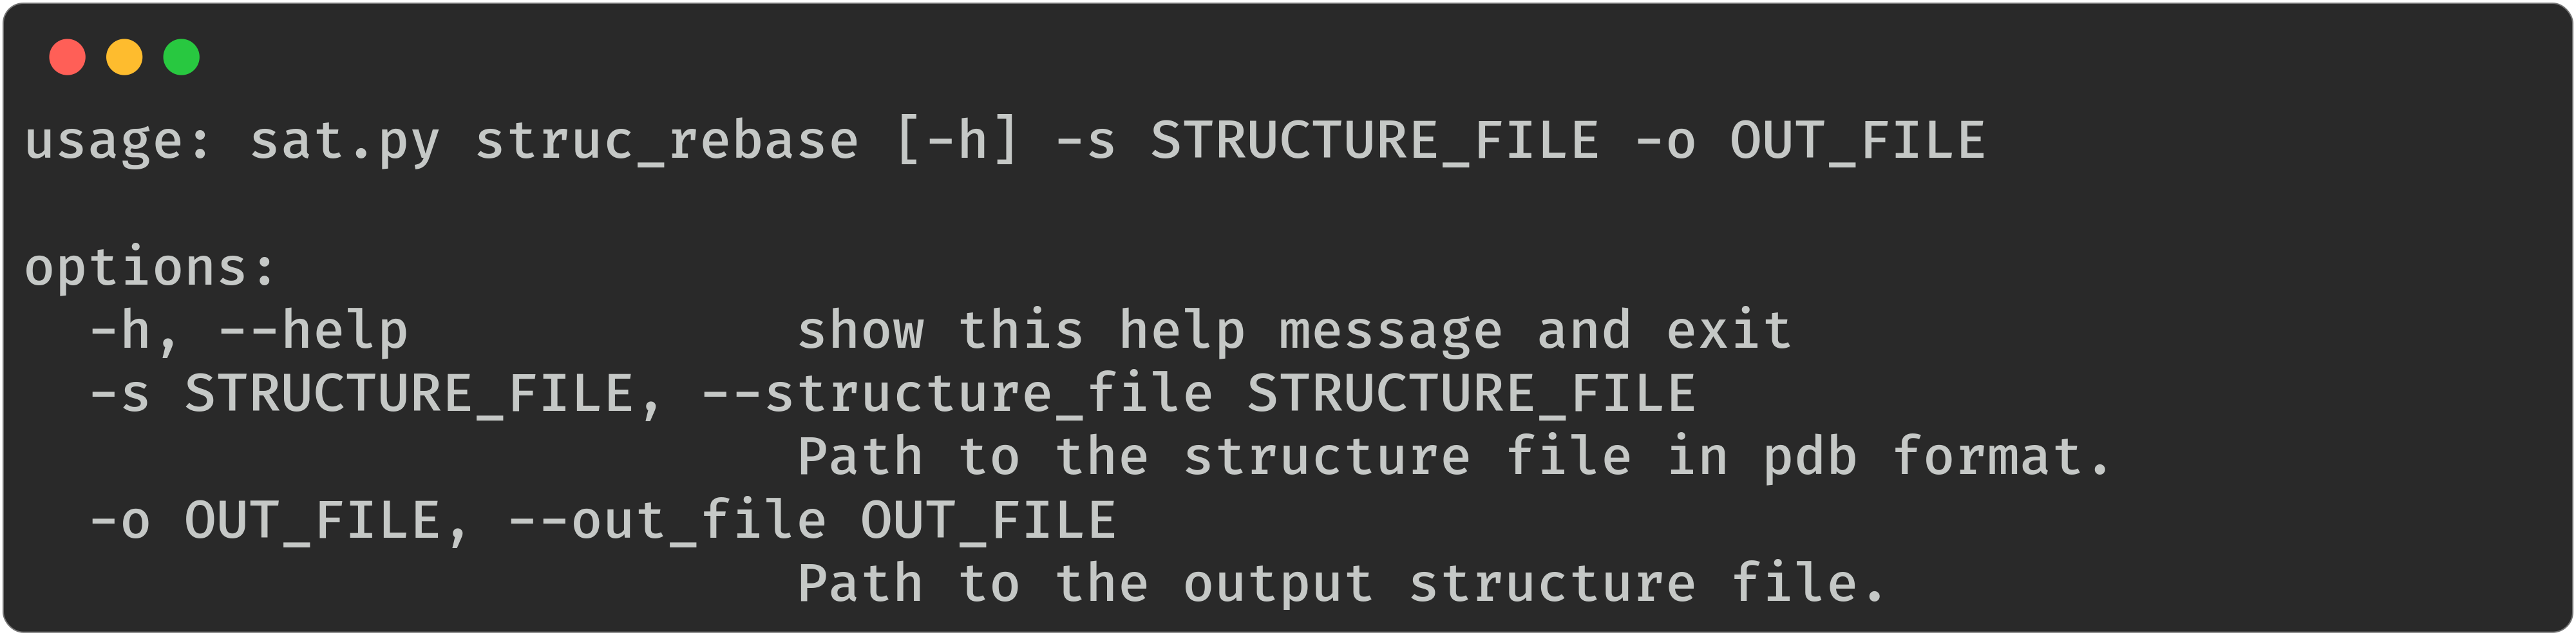 usage: sat.py struc_rebase [-h] -s STRUCTURE_FILE -o OUT_FILE

options:
  -h, --help            show this help message and exit
  -s STRUCTURE_FILE, --structure_file STRUCTURE_FILE
                        Path to the structure file in pdb format.
  -o OUT_FILE, --out_file OUT_FILE
                        Path to the output structure file.